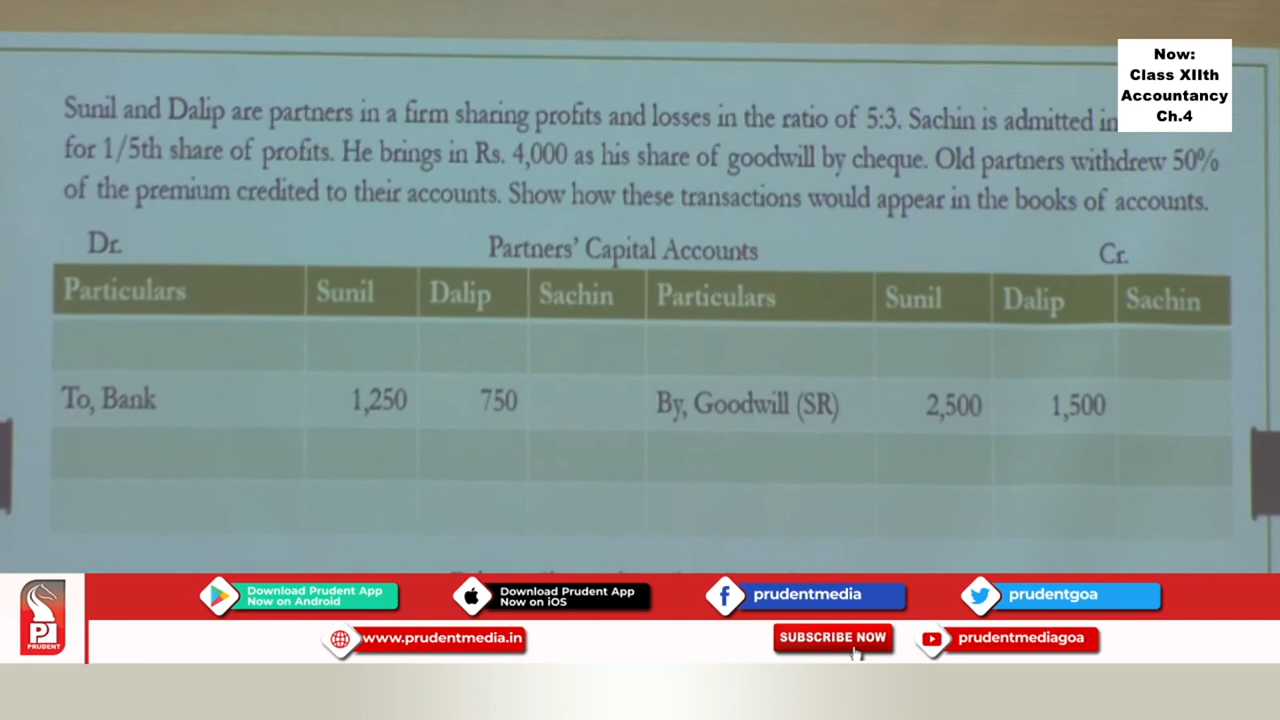 Now:
Class XIIth
Accountancy
Ch.4
Sunil and Dalip are partners in a firm sharing profits and losses in the ratio of 5:3. Sachin is admitted in
for 1/5th share of profits. He brings in Rs. 4,000 as his share of goodwill by cheque. Old partners withdrew 50%
of the premium credited to their accounts. Show how these transactions would appear in the books of accounts.
Dr. Partners' Capital Accounts Cr.
Particulars Sunil Dalip Sachin Particulars Sunil Dalip Sachin
To, Bank 1,250 750 By, Goodwill (SR) 2,500 1,500
PRUDENT
Download Prudent App
Now on Android
Download Prudent App
Now on iOS
prudentmedia
prudentgoa
www.prudentmedia.in
SUBSCRIBE NOW
prudentmediagoa